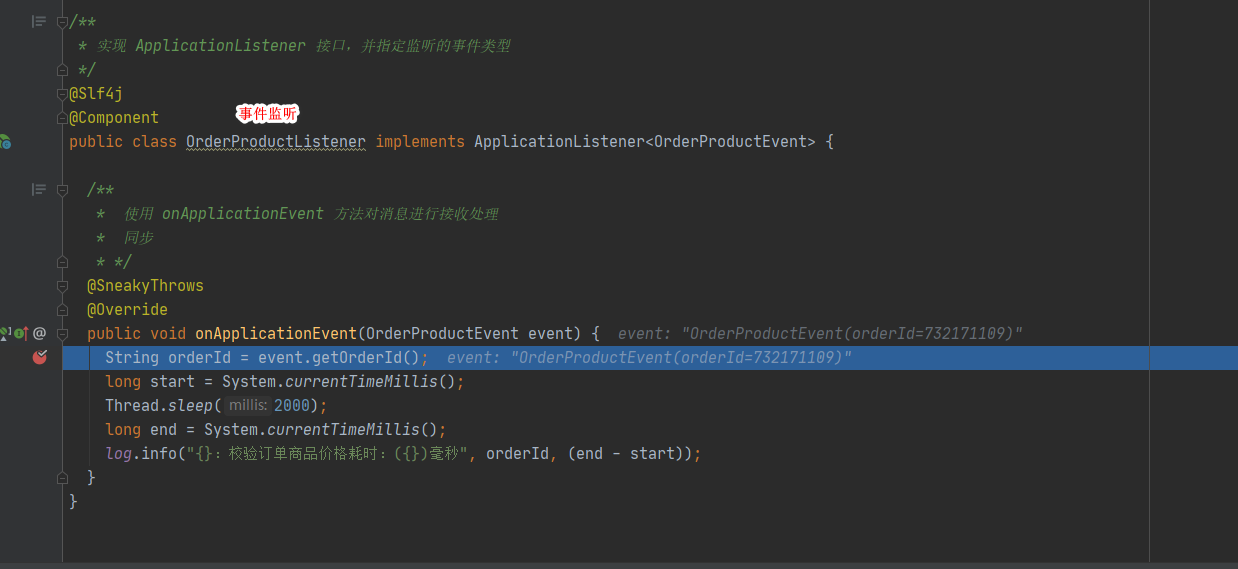 /**
* 实现 ApplicationListener 接口，并指定监听的事件类型
*/
@Slf4j
@Component
事件监听
public class OrderProductListener implements ApplicationListener<OrderProductEvent> {
/**
* 使用 onApplicationEvent 方法对消息进行接收处理
* 同步
* */
@SneakyThrows
@Override
public void onApplicationEvent(OrderProductEvent event) { event: "OrderProductEvent(orderId=732171109)"
String orderId = event.getOrderId(); event: "OrderProductEvent(orderId=732171109)"
long start = System.currentTimeMillis();
Thread.sleep( millis: 2000);
long end = System.currentTimeMillis();
log.info("{}：校验订单商品价格耗时：({})毫秒", orderId, (end - start));
}
}